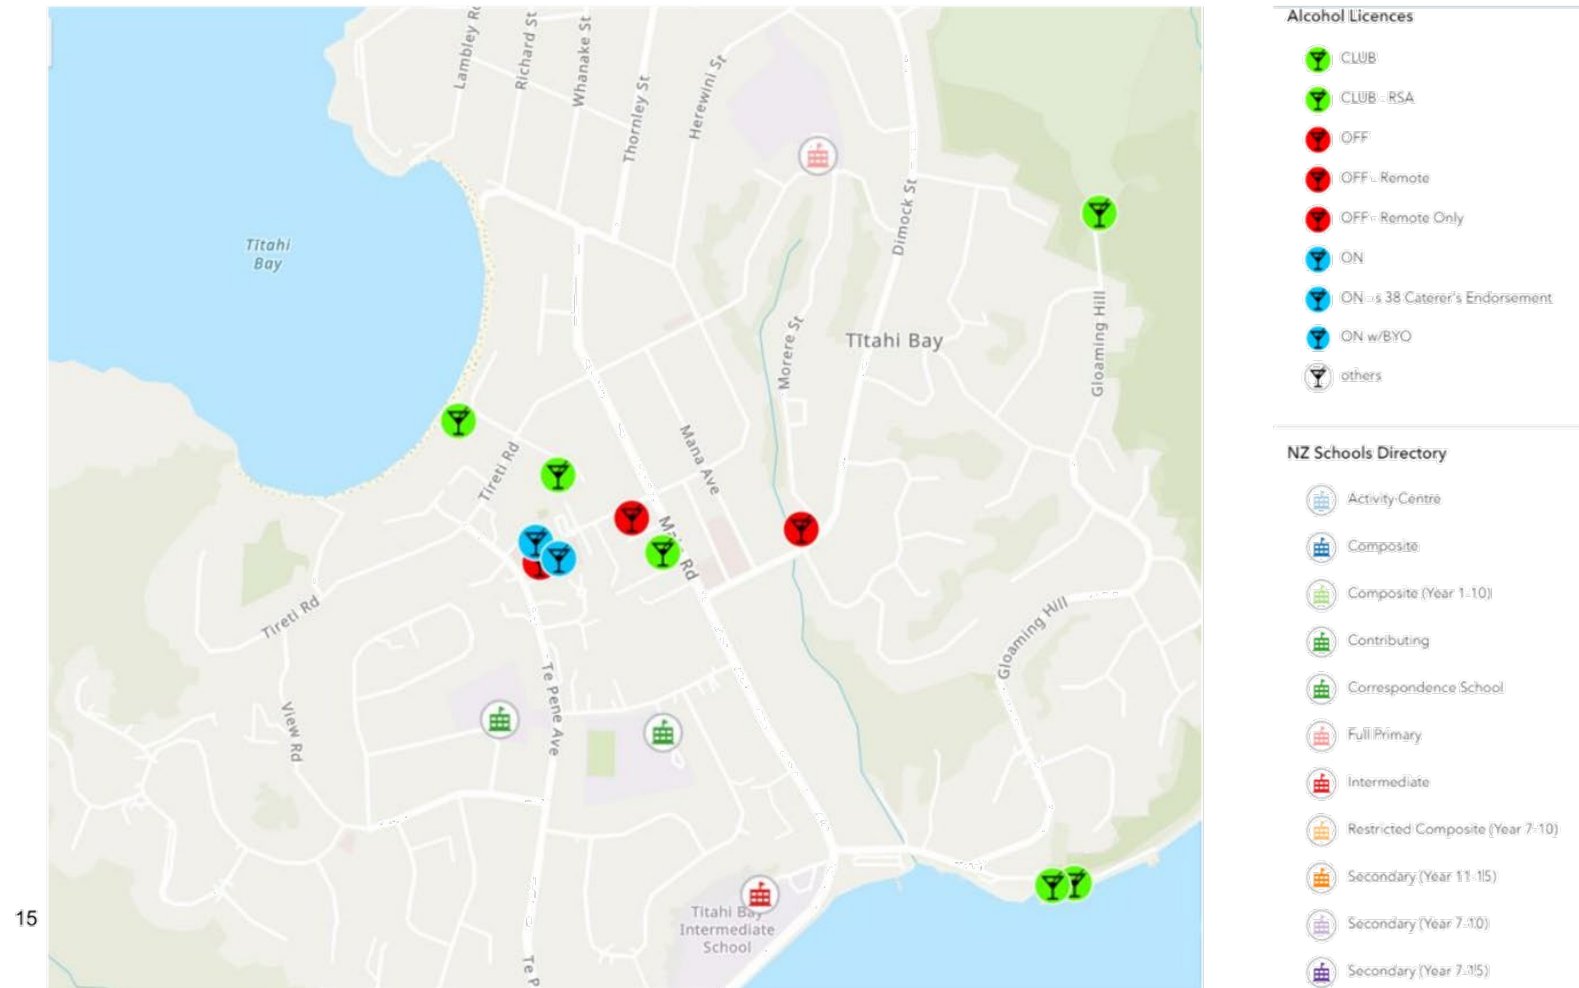 Lambley Rd
Richard St
Whanake St
Thornley St
Herewini St
Dimock St
Tītahi
Bay
Morere St
Tītahi Bay
Gloaming Hill
Tireti Rd
Mana Ave
Main Rd
Tireti Rd
Gloaming Hill
Te Pene Ave
View Rd
Titahi Bay
Intermediate
School
Te P
15
Alcohol Licences
CLUB
CLUB - RSA
OFF
OFF - Remote
OFF - Remote Only
ON
ON - s 38 Caterer's Endorsement
ON w/BYO
others
NZ Schools Directory
Activity Centre
Composite
Composite (Year 1-10)
Contributing
Correspondence School
Full Primary
Intermediate
Restricted Composite (Year 7-10)
Secondary (Year 11-15)
Secondary (Year 7-10)
Secondary (Year 7-15)